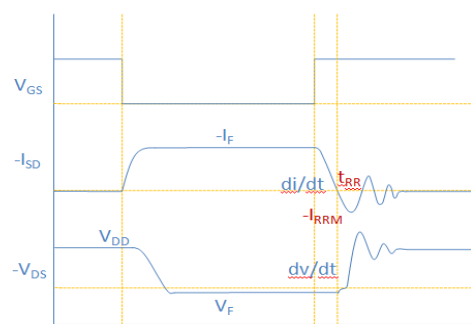 VGS
-IF
-ISD
di/dt
tRR
-IRRM
VDD
-VDS
dv/dt
VF